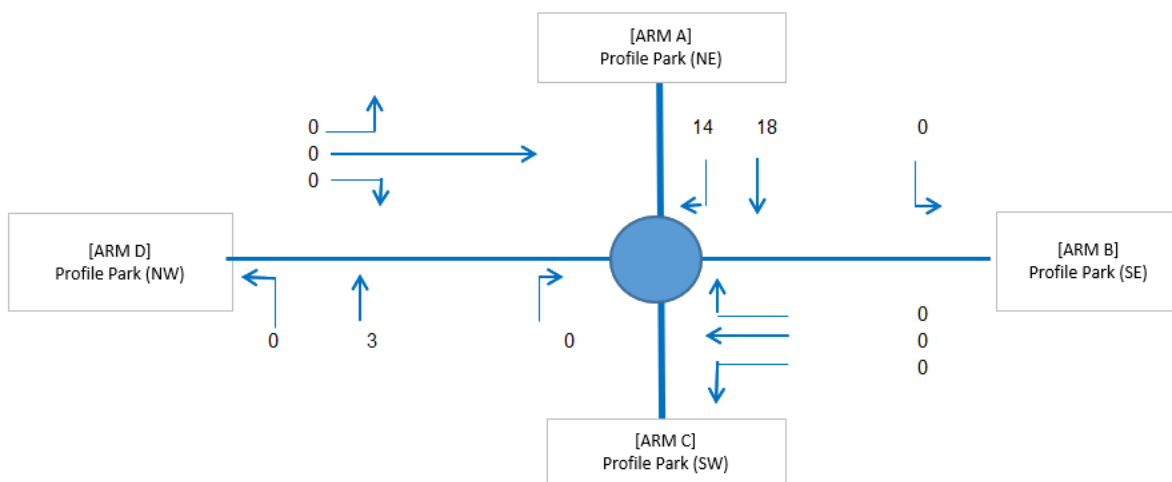 [ARM A]
Profile Park (NE)
0
14 18 0
0
0
[ARM D]
Profile Park (NW)
[ARM B]
Profile Park (SE)
0 3 0
0
0
0
[ARM C]
Profile Park (SW)